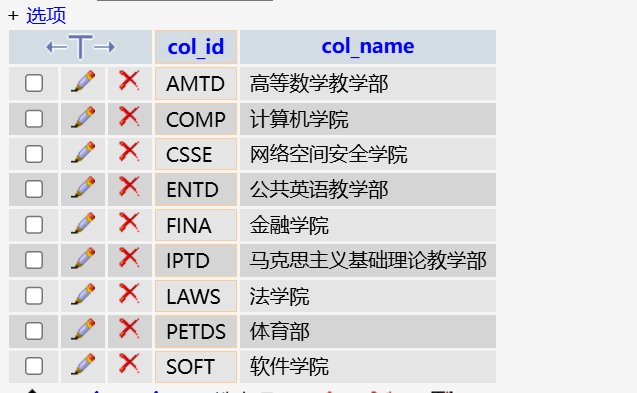 + 选项
←T→ col_id col_name
AMTD 高等数学教学部
COMP 计算机学院
CSSE 网络空间安全学院
ENTD 公共英语教学部
FINA 金融学院
IPTD 马克思主义基础理论教学部
LAWS 法学院
PETDS 体育部
SOFT 软件学院